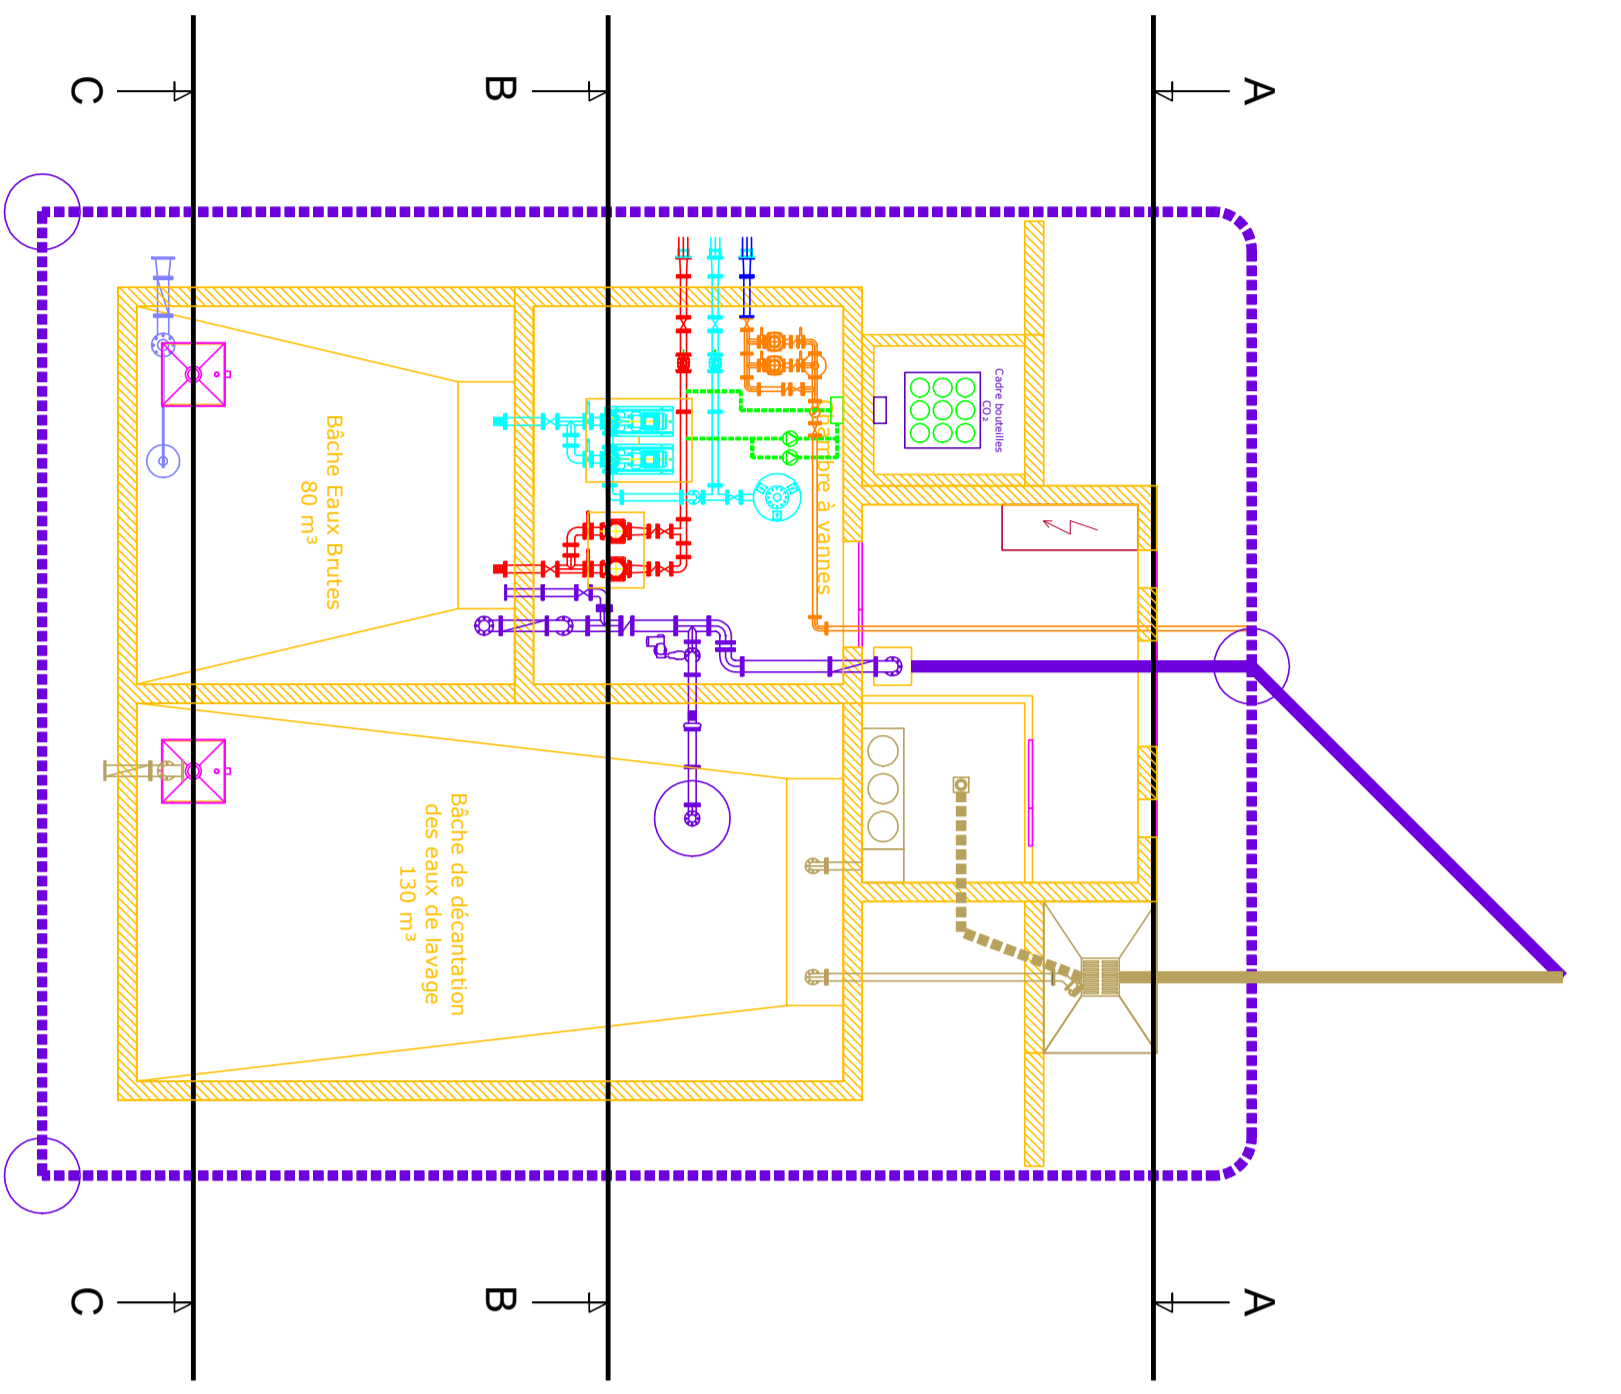 C
B
A
Cadre bouteilles
CO₂
Chambre à vannes
Bâche Eaux Brutes
80 m³
Bâche de décantation
des eaux de lavage
130 m³
C
B
A